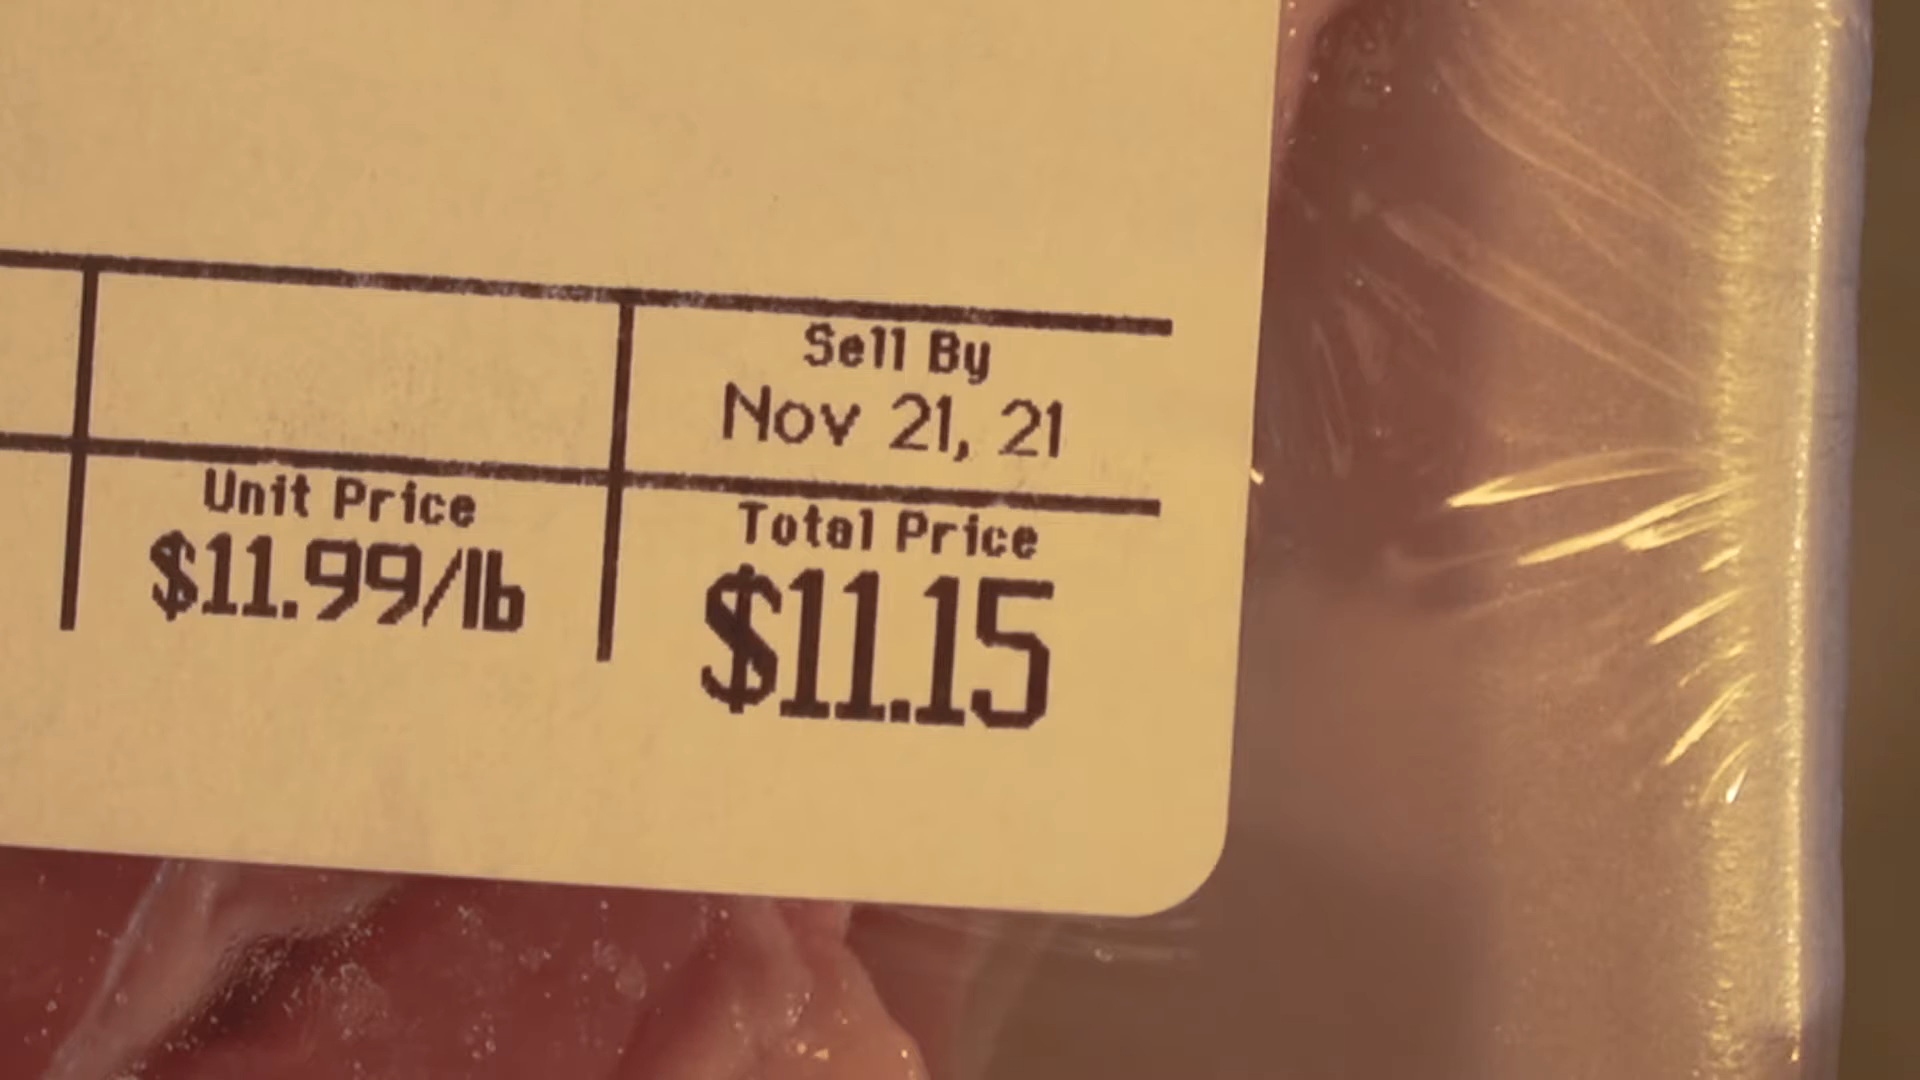 Sell By
Nov 21, 21
Unit Price
$11.99/lb
Total Price
$11.15